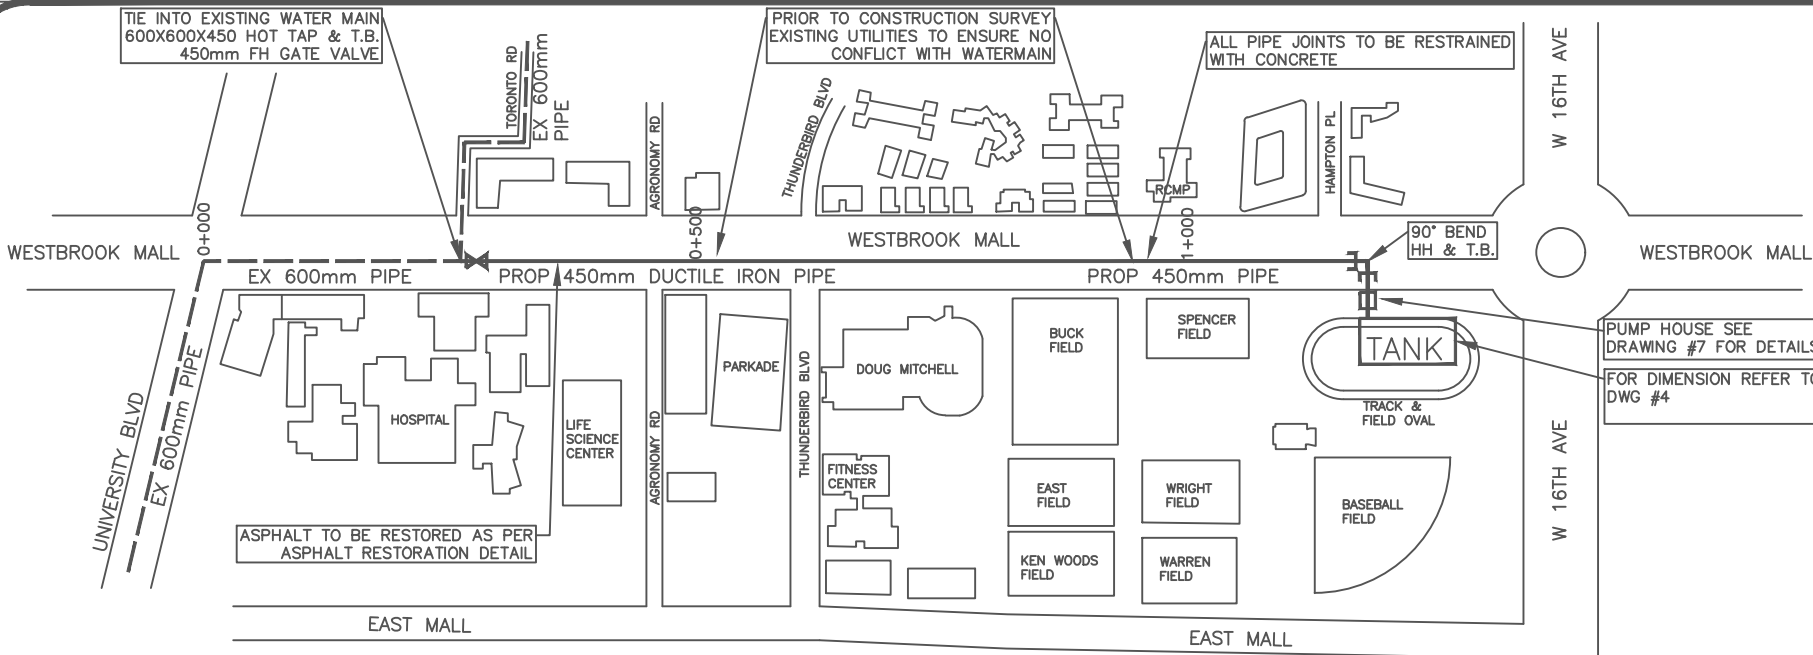 TIE INTO EXISTING WATER MAIN
600X600X450 HOT TAP & T.B.
450mm FH GATE VALVE
PRIOR TO CONSTRUCTION SURVEY
EXISTING UTILITIES TO ENSURE NO
CONFLICT WITH WATERMAIN
ALL PIPE JOINTS TO BE RESTRAINED
WITH CONCRETE
TORONTO RD
EX 600mm
PIPE
AGRONOMY RD
THUNDERBIRD BLVD
RCMP
HAMPTON PL
W 16TH AVE
WESTBROOK MALL
0+000
0+500
WESTBROOK MALL
1+000
90° BEND
HH & T.B.
WESTBROOK MALL
EX 600mm PIPE
PROP 450mm DUCTILE IRON PIPE
PROP 450mm PIPE
UNIVERSITY BLVD
EX 600mm PIPE
HOSPITAL
LIFE
SCIENCE
CENTER
AGRONOMY RD
PARKADE
THUNDERBIRD BLVD
DOUG MITCHELL
BUCK
FIELD
SPENCER
FIELD
TANK
TRACK &
FIELD OVAL
PUMP HOUSE SEE
DRAWING #7 FOR DETAILS
FOR DIMENSION REFER TO
DWG #4
FITNESS
CENTER
EAST
FIELD
WRIGHT
FIELD
BASEBALL
FIELD
W 16TH AVE
KEN WOODS
FIELD
WARREN
FIELD
ASPHALT TO BE RESTORED AS PER
ASPHALT RESTORATION DETAIL
EAST MALL
EAST MALL